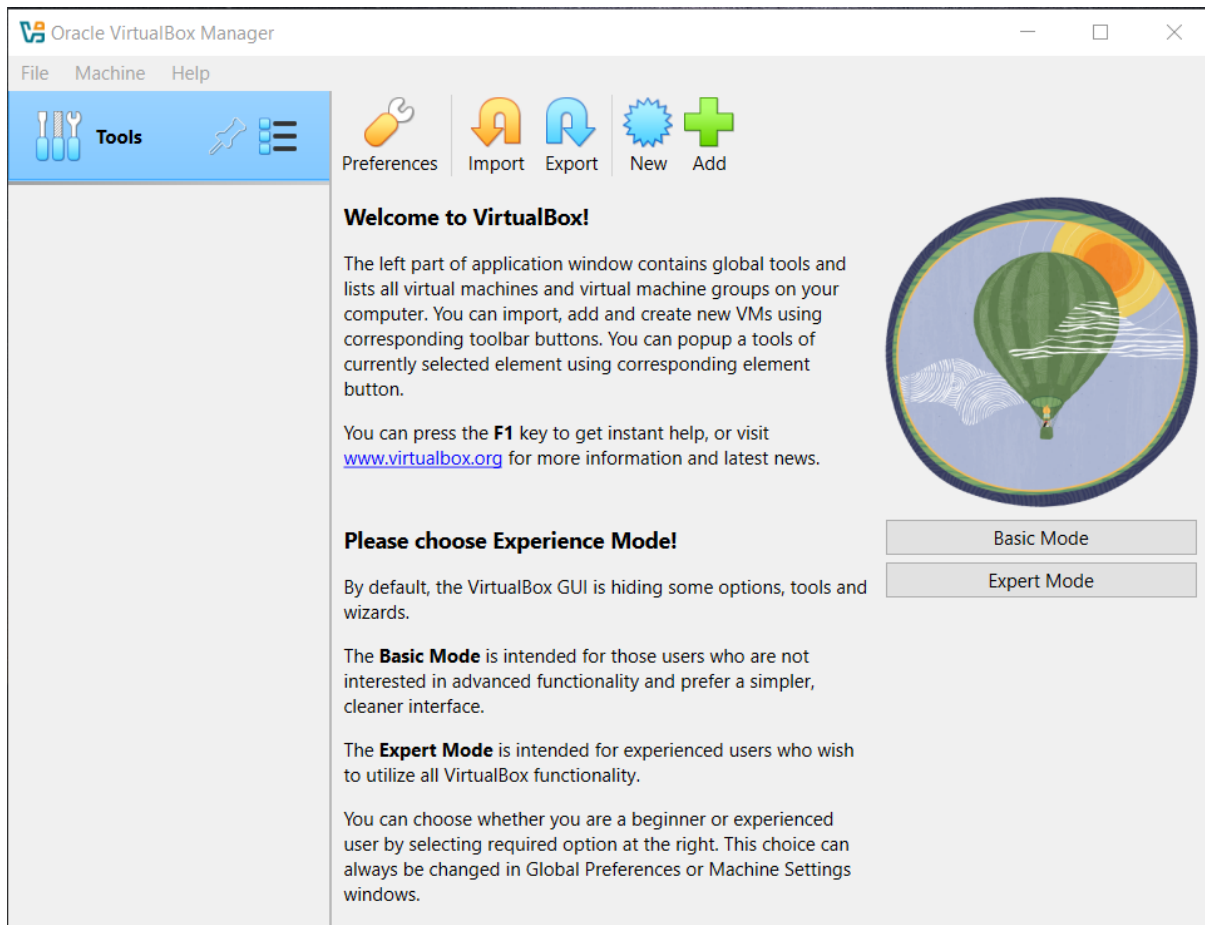 Oracle VirtualBox Manager
File Machine Help
Tools
Preferences Import Export New Add
Welcome to VirtualBox!
The left part of application window contains global tools and
lists all virtual machines and virtual machine groups on your
computer. You can import, add and create new VMs using
corresponding toolbar buttons. You can popup a tools of
currently selected element using corresponding element
button.
You can press the F1 key to get instant help, or visit
www.virtualbox.org for more information and latest news.
Please choose Experience Mode!
By default, the VirtualBox GUI is hiding some options, tools and
wizards.
The Basic Mode is intended for those users who are not
interested in advanced functionality and prefer a simpler,
cleaner interface.
The Expert Mode is intended for experienced users who wish
to utilize all VirtualBox functionality.
You can choose whether you are a beginner or experienced
user by selecting required option at the right. This choice can
always be changed in Global Preferences or Machine Settings
windows.
Basic Mode
Expert Mode